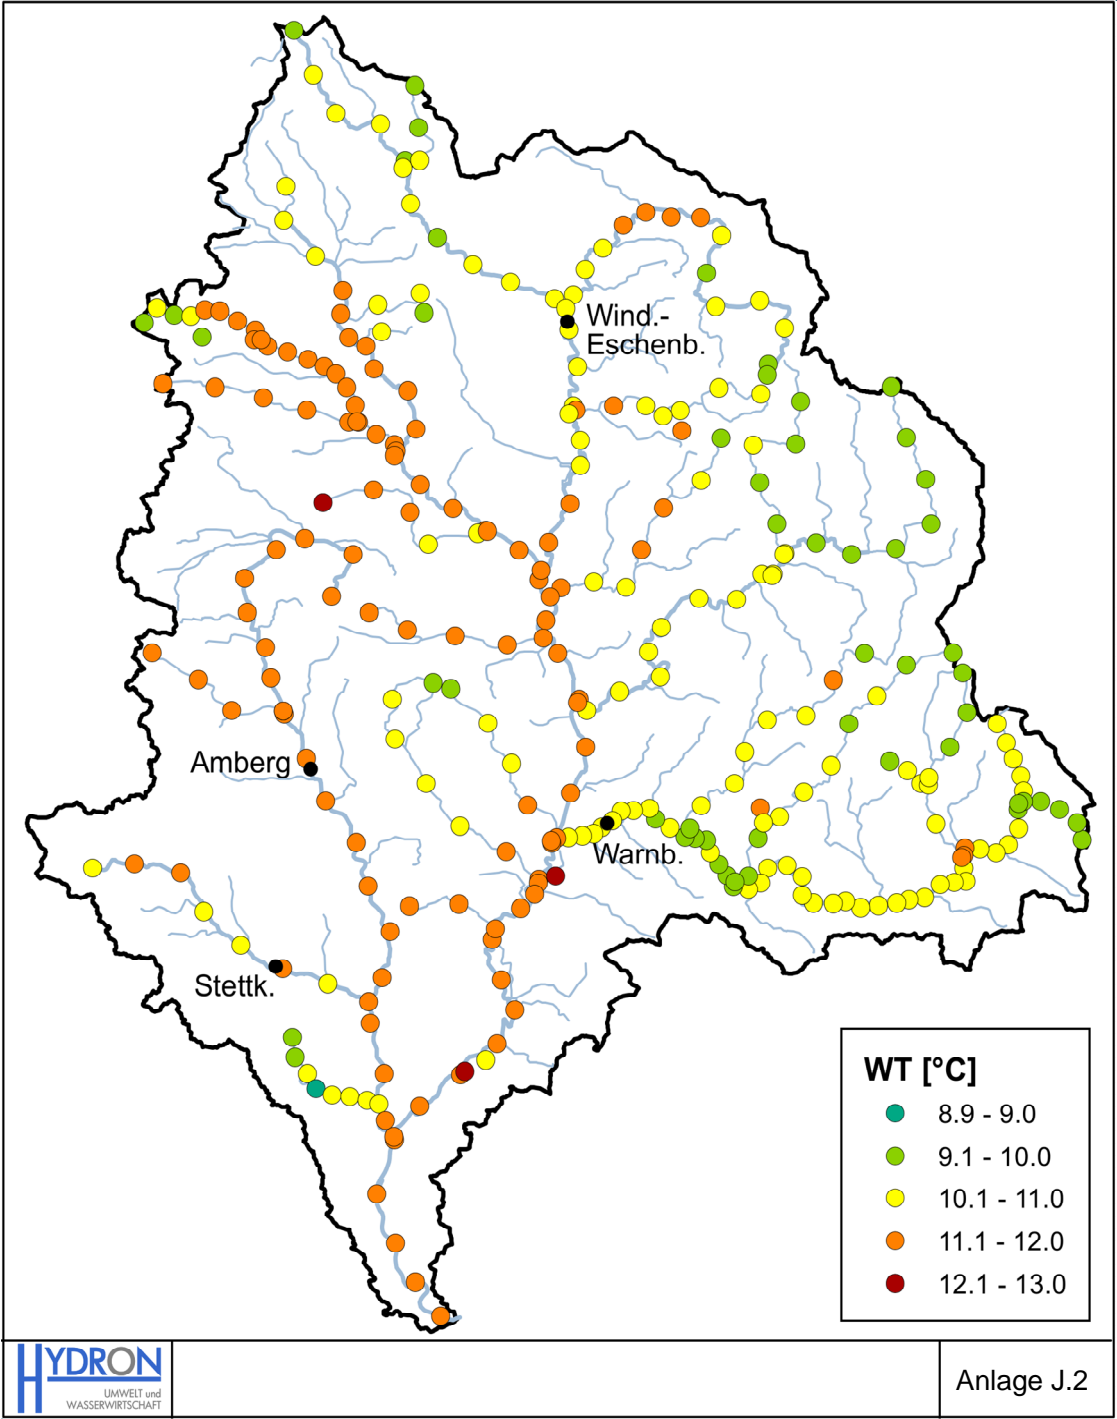 Wind.-
Eschenb.
Amberg
Warnb.
Stettk.
WT [°C]
8.9 - 9.0
9.1 - 10.0
10.1 - 11.0
11.1 - 12.0
12.1 - 13.0
HYDRON
UMWELT und
WASSERWIRTSCHAFT
Anlage J.2